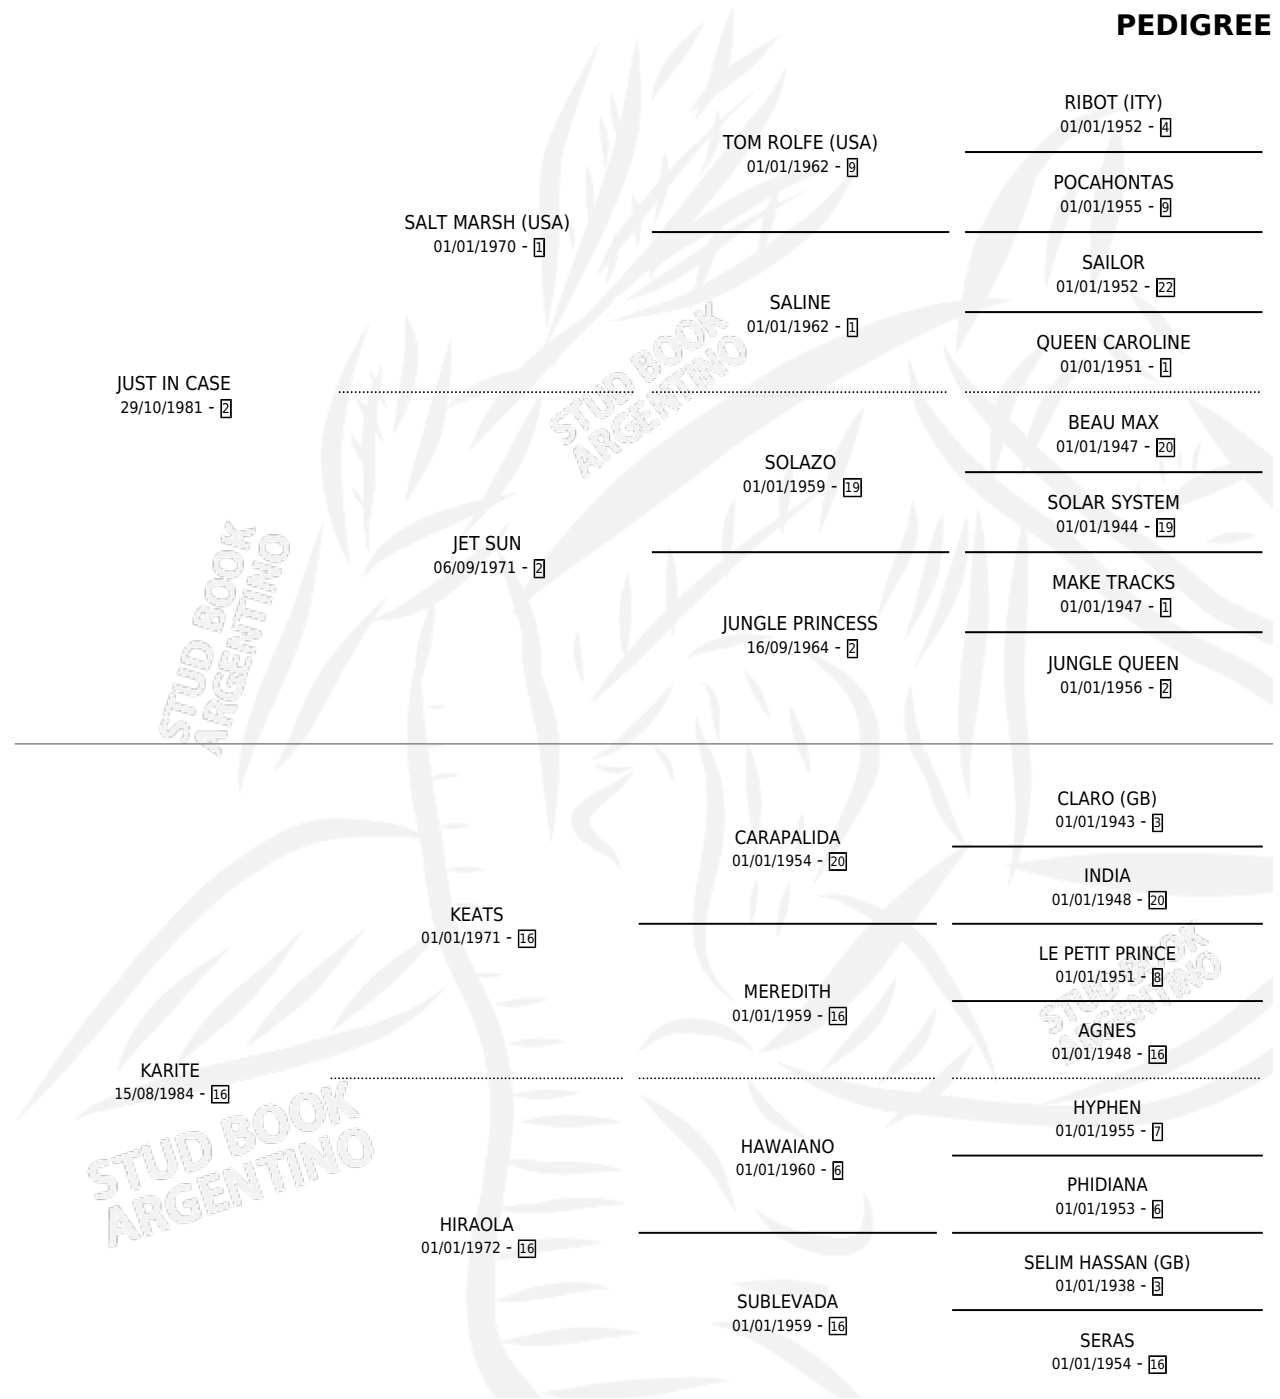 PEDIGREE
RIBOT (ITY)
01/01/1952 - 4
TOM ROLFE (USA)
01/01/1962 - 9
POCAHONTAS
01/01/1955 - 9
SALT MARSH (USA)
01/01/1970 - 1
SAILOR
01/01/1952 - 22
SALINE
01/01/1962 - 1
QUEEN CAROLINE
01/01/1951 - 1
JUST IN CASE
29/10/1981 - 2
BEAU MAX
01/01/1947 - 20
SOLAZO
01/01/1959 - 19
SOLAR SYSTEM
01/01/1944 - 19
JET SUN
06/09/1971 - 2
MAKE TRACKS
01/01/1947 - 1
JUNGLE PRINCESS
16/09/1964 - 2
JUNGLE QUEEN
01/01/1956 - 2
CLARO (GB)
01/01/1943 - 3
CARAPALIDA
01/01/1954 - 20
INDIA
01/01/1948 - 20
KEATS
01/01/1971 - 16
LE PETIT PRINCE
01/01/1951 - 8
MEREDITH
01/01/1959 - 16
AGNES
01/01/1948 - 16
KARITE
15/08/1984 - 16
HYPHEN
01/01/1955 - 7
HAWAIANO
01/01/1960 - 6
PHIDIANA
01/01/1953 - 6
HIRAOLA
01/01/1972 - 16
SELIM HASSAN (GB)
01/01/1938 - 3
SUBLEVADA
01/01/1959 - 16
SERAS
01/01/1954 - 16
STUD BOOK
ARGENTINO
STUD BOOK
ARGENTINO
STUD BOOK
ARGENTINO
STUD BOOK
ARGENTINO